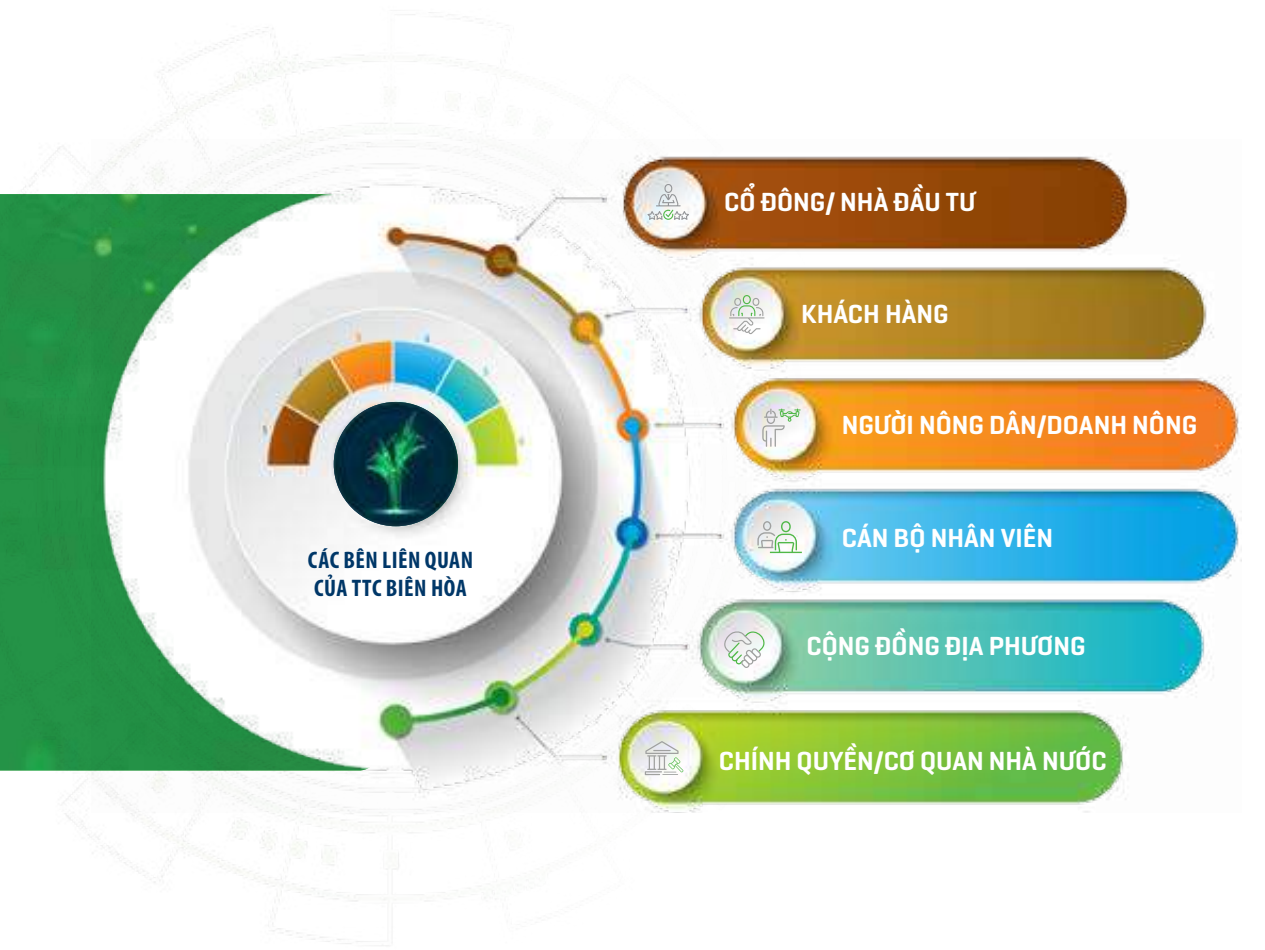 CỔ ĐÔNG/ NHÀ ĐẦU TƯ
KHÁCH HÀNG
NGƯỜI NÔNG DÂN/DOANH NÔNG
CÁN BỘ NHÂN VIÊN
CỘNG ĐỒNG ĐỊA PHƯƠNG
CHÍNH QUYỀN/CƠ QUAN NHÀ NƯỚC
CÁC BÊN LIÊN QUAN
CỦA TTC BIÊN HÒA